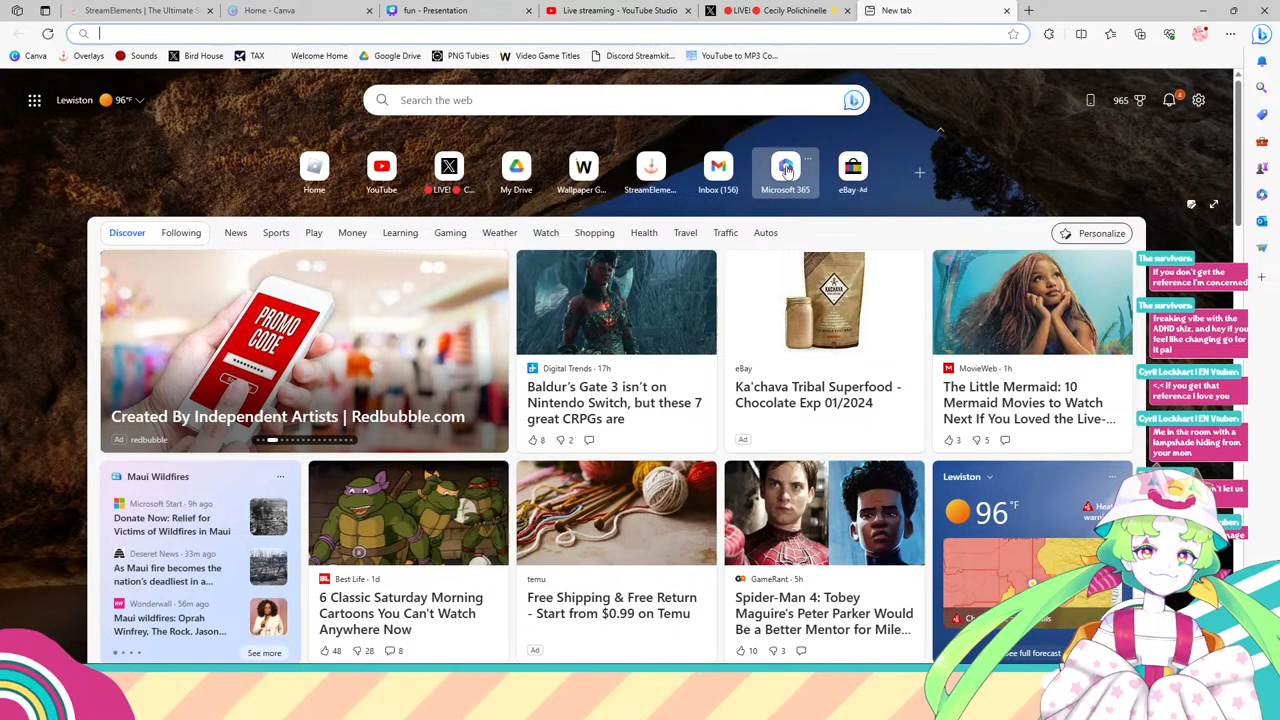 StreamElements | The Ultimate S
Home - Canva
fun - Presentation
Live streaming - YouTube Studio
LIVE! Cecily Polichinelle
New tab
Canva
Overlays
Sounds
Bird House
TAX
Welcome Home
Google Drive
PNG Tubies
Video Game Titles
Discord Streamkit...
YouTube to MP3 Co...
Lewiston 96°F
Search the web
965
4
Home
YouTube
LIVE! C...
My Drive
Wallpaper G...
StreamEleme...
Inbox (156)
Microsoft 365
eBay · Ad
Discover
Following
News
Sports
Play
Money
Learning
Gaming
Weather
Watch
Shopping
Health
Travel
Traffic
Autos
Personalize
PROMO
CODE
Created By Independent Artists | Redbubble.com
Ad redbubble
Digital Trends · 17h
Baldur's Gate 3 isn't on
Nintendo Switch, but these 7
great CRPGs are
8 2
KA'CHAVA
eBay
Ka'chava Tribal Superfood -
Chocolate Exp 01/2024
Ad
MovieWeb · 1h
The Little Mermaid: 10
Mermaid Movies to Watch
Next If You Loved the Live-...
3 5
The survivors:
If you don't get the
reference I'm concerned
The survivors:
freaking vibe with the
ADHD shiz, and hey if you
feel like changing go for
it pal
Cyril Lockhart | EN Vtuber:
<.< If you get that
reference I love you
Cyril Lockhart | EN Vtuber:
Me in the room with a
lampshade hiding from
your mom
Maui Wildfires
Microsoft Start · 9h ago
Donate Now: Relief for
Victims of Wildfires in Maui
Deseret News · 33m ago
As Maui fire becomes the
nation's deadliest in a...
Wonderwall · 56m ago
Maui wildfires: Oprah
Winfrey, The Rock, Jason...
See more
Best Life · 1d
6 Classic Saturday Morning
Cartoons You Can't Watch
Anywhere Now
48 28 8
temu
Free Shipping & Free Return
- Start from $0.99 on Temu
Ad
GameRant · 5h
Spider-Man 4: Tobey
Maguire's Peter Parker Would
Be a Better Mentor for Mile...
10 3
Lewiston
96 °F
See full forecast